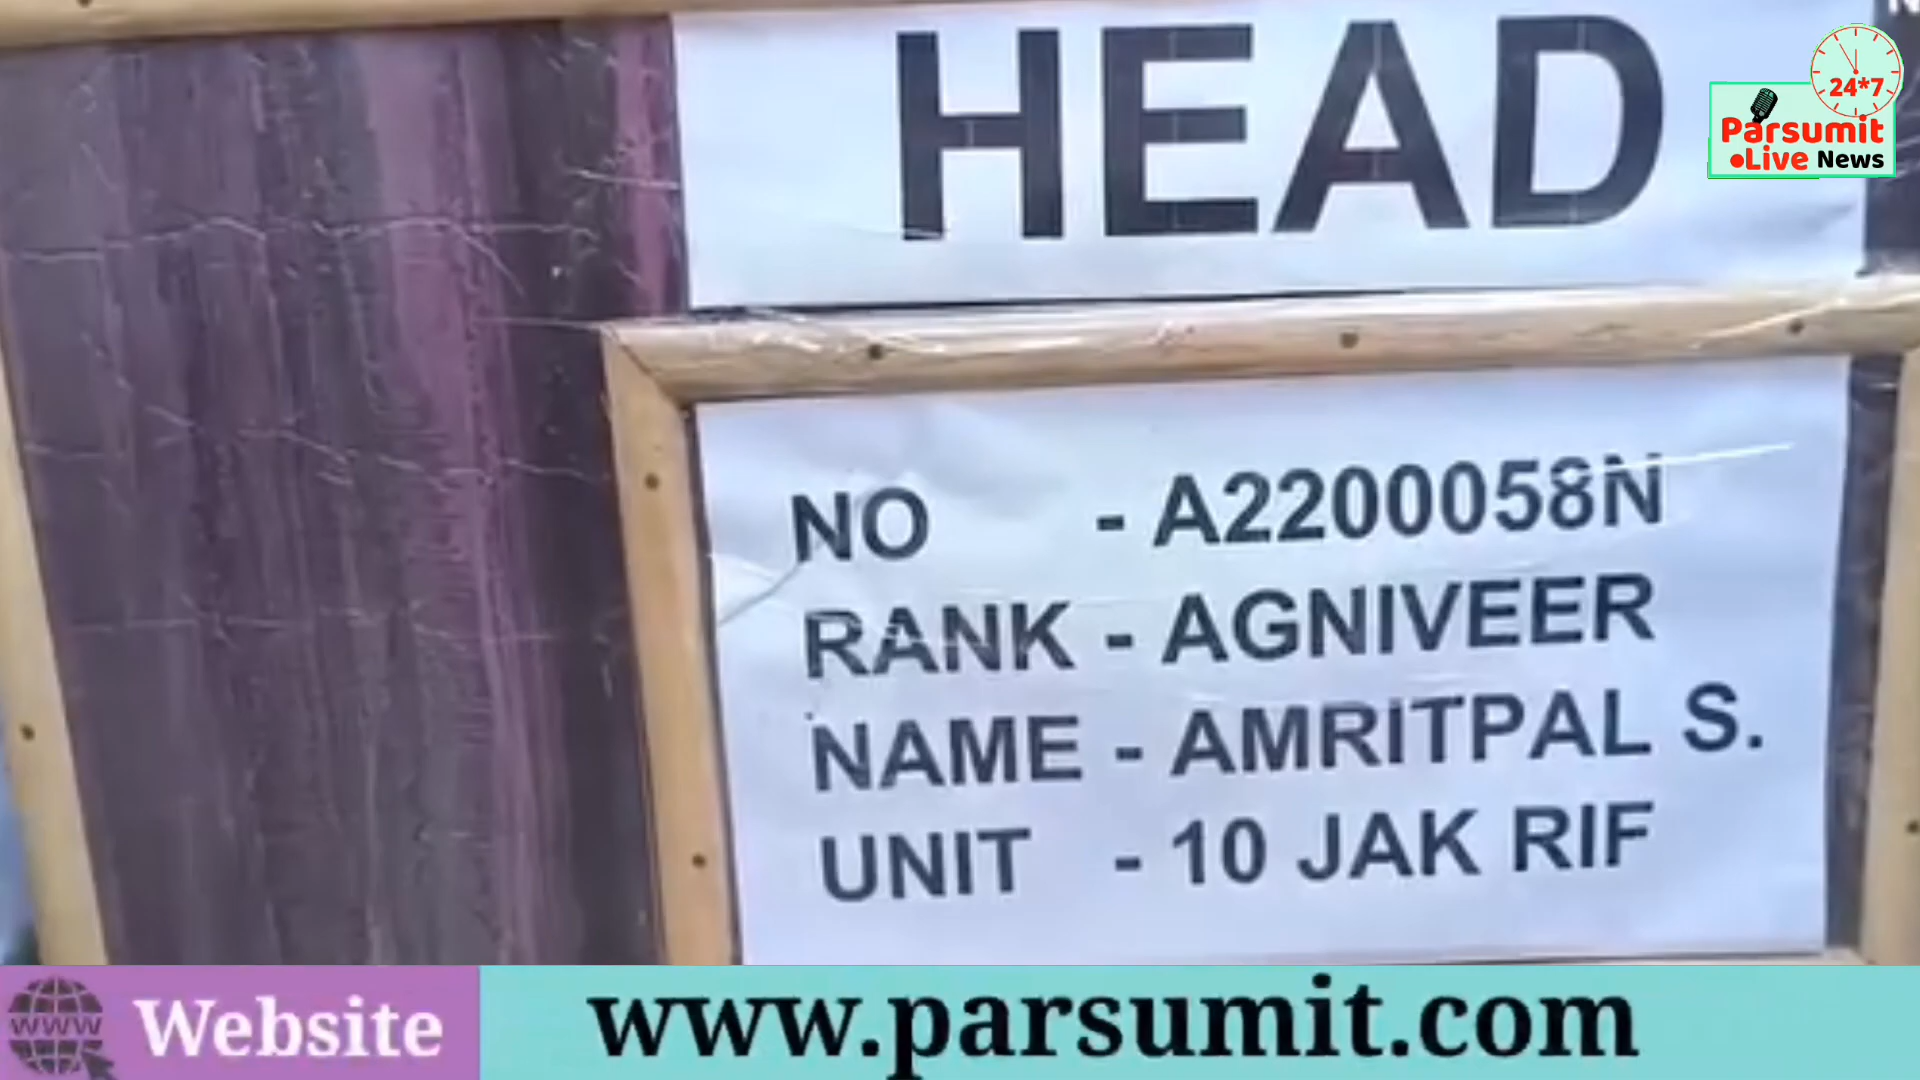 HEAD
24*7
Parsumit
Live News
NO - A2200058N
RANK - AGNIVEER
NAME - AMRITPAL S.
UNIT - 10 JAK RIF
www
Website
www.parsumit.com